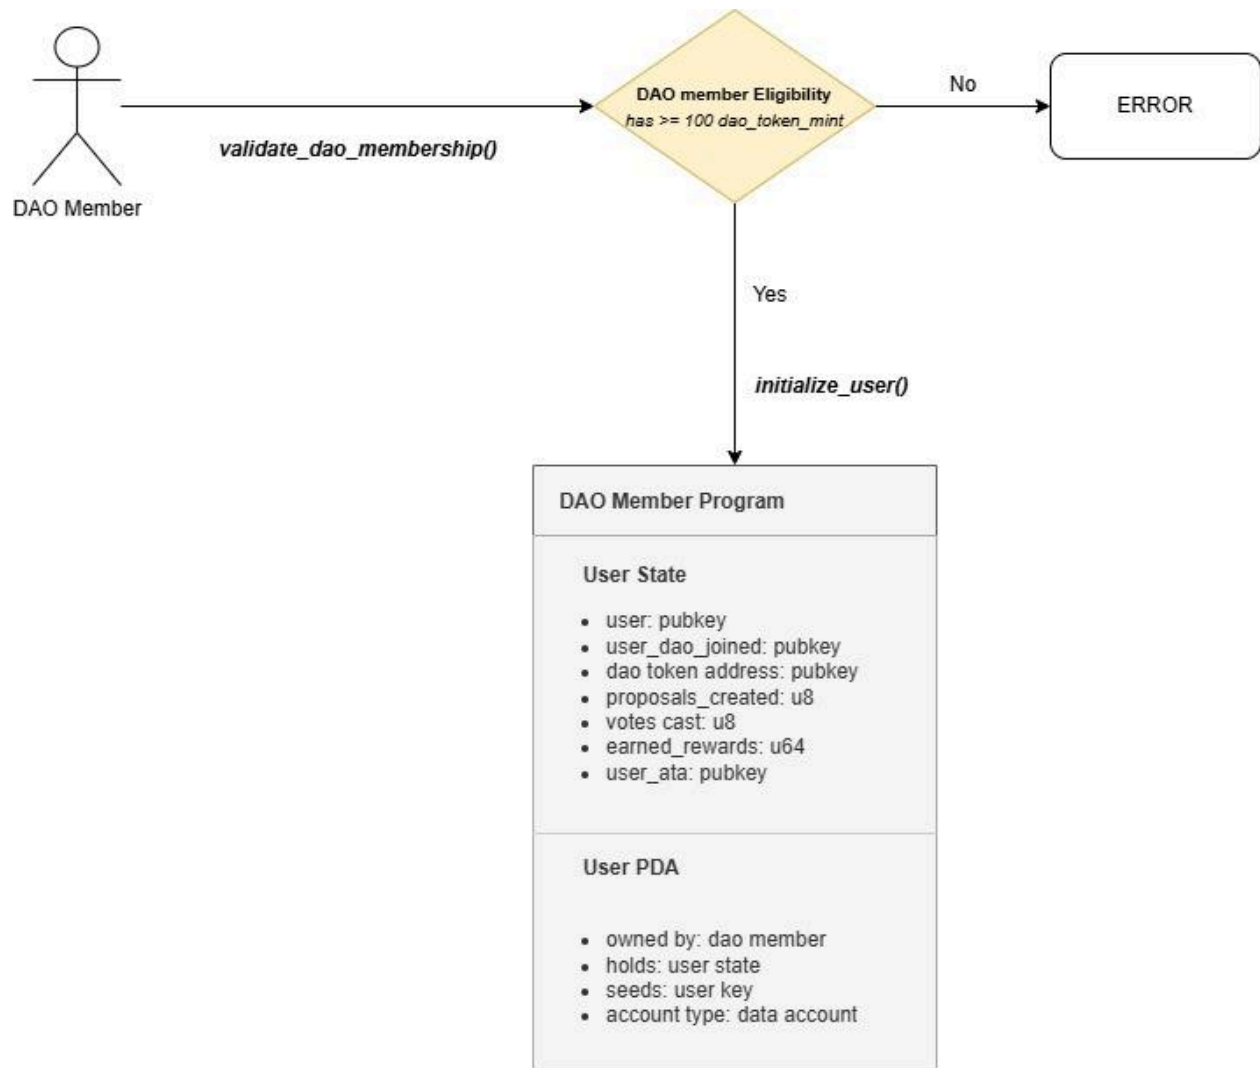 DAO member Eligibility
has >= 100 dao_token_mint
No
ERROR
validate_dao_membership()
DAO Member
Yes
initialize_user()
DAO Member Program
User State
• user: pubkey
• user_dao_joined: pubkey
• dao token address: pubkey
• proposals_created: u8
• votes cast: u8
• earned_rewards: u64
• user_ata: pubkey
User PDA
• owned by: dao member
• holds: user state
• seeds: user key
• account type: data account